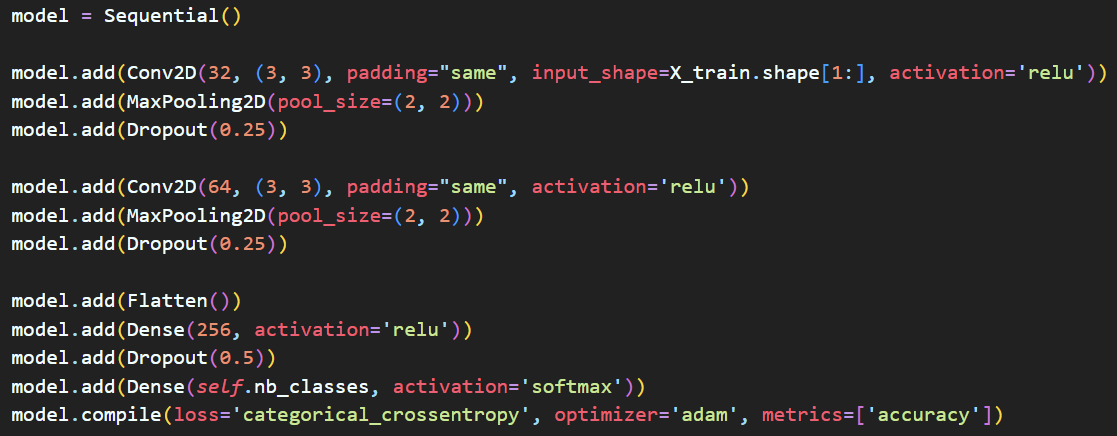 model = Sequential()
model.add(Conv2D(32, (3, 3), padding="same", input_shape=X_train.shape[1:], activation='relu'))
model.add(MaxPooling2D(pool_size=(2, 2)))
model.add(Dropout(0.25))
model.add(Conv2D(64, (3, 3), padding="same", activation='relu'))
model.add(MaxPooling2D(pool_size=(2, 2)))
model.add(Dropout(0.25))
model.add(Flatten())
model.add(Dense(256, activation='relu'))
model.add(Dropout(0.5))
model.add(Dense(self.nb_classes, activation='softmax'))
model.compile(loss='categorical_crossentropy', optimizer='adam', metrics=['accuracy'])